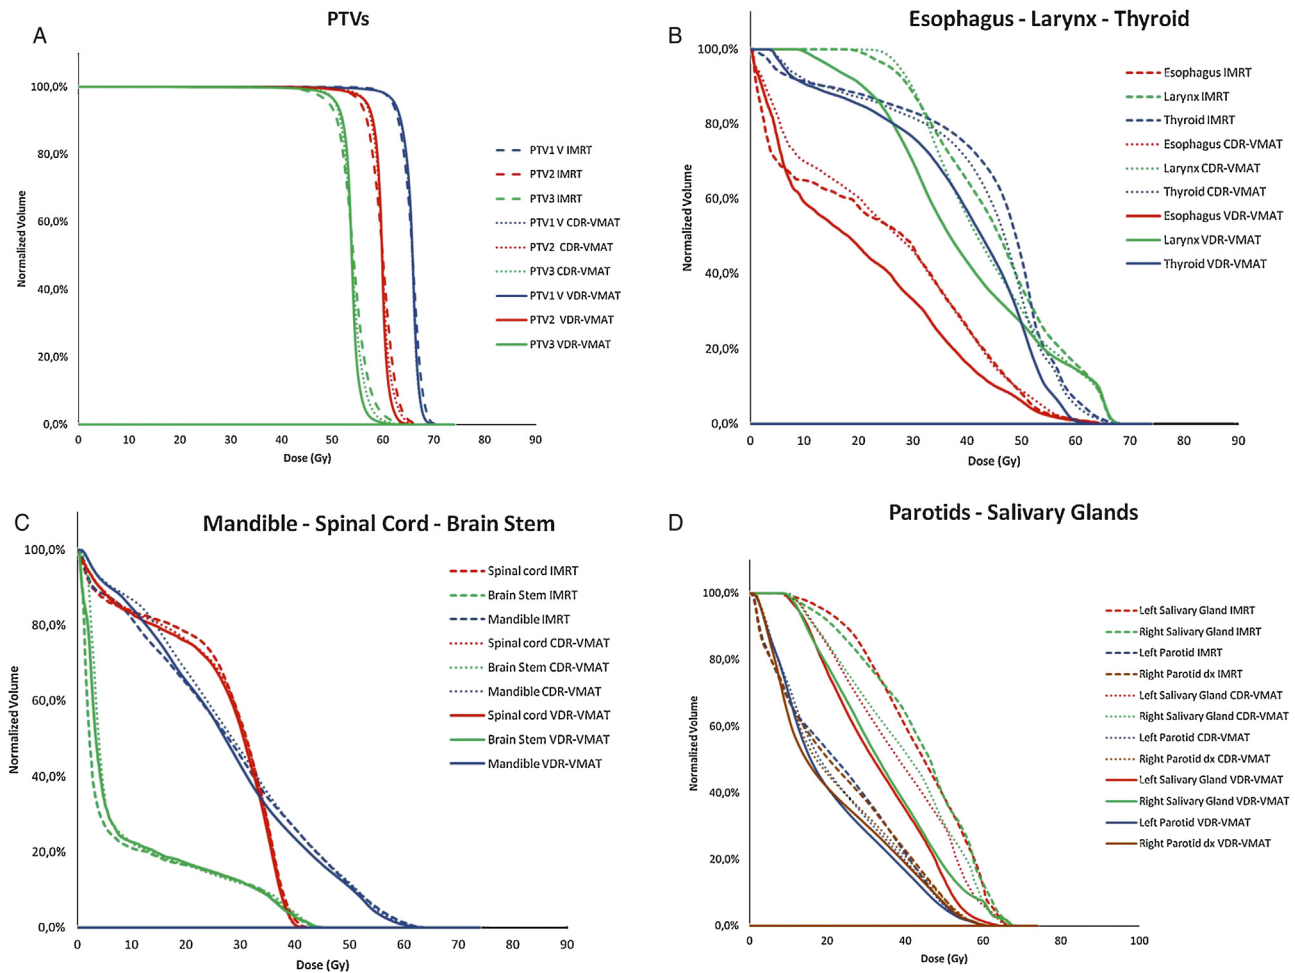 A
PTVs
100,0%
80,0%
60,0%
40,0%
20,0%
0,0%
Normalized Volume
0 10 20 30 40 50 60 70 80 90
Dose (Gy)
PTV1 V IMRT
PTV2 IMRT
PTV3 IMRT
PTV1 V CDR-VMAT
PTV2 CDR-VMAT
PTV3 CDR-VMAT
PTV1 V VDR-VMAT
PTV2 VDR-VMAT
PTV3 VDR-VMAT
B
Esophagus - Larynx - Thyroid
100,0%
80,0%
60,0%
40,0%
20,0%
0,0%
Normalized Volume
0 10 20 30 40 50 60 70 80 90
Dose (Gy)
Esophagus IMRT
Larynx IMRT
Thyroid IMRT
Esophagus CDR-VMAT
Larynx CDR-VMAT
Thyroid CDR-VMAT
Esophagus VDR-VMAT
Larynx VDR-VMAT
Thyroid VDR-VMAT
C
Mandible - Spinal Cord - Brain Stem
100,0%
80,0%
60,0%
40,0%
20,0%
0,0%
Normalized Volume
0 10 20 30 40 50 60 70 80 90
Dose (Gy)
Spinal cord IMRT
Brain Stem IMRT
Mandible IMRT
Spinal cord CDR-VMAT
Brain Stem CDR-VMAT
Mandible CDR-VMAT
Spinal cord VDR-VMAT
Brain Stem VDR-VMAT
Mandible VDR-VMAT
D
Parotids - Salivary Glands
100,0%
80,0%
60,0%
40,0%
20,0%
0,0%
Normalized Volume
0 20 40 60 80 100
Dose (Gy)
Left Salivary Gland IMRT
Right Salivary Gland IMRT
Left Parotid IMRT
Right Parotid dx IMRT
Left Salivary Gland CDR-VMAT
Right Salivary Gland CDR-VMAT
Left Parotid CDR-VMAT
Right Parotid dx CDR-VMAT
Left Salivary Gland VDR-VMAT
Right Salivary Gland VDR-VMAT
Left Parotid VDR-VMAT
Right Parotid dx VDR-VMAT